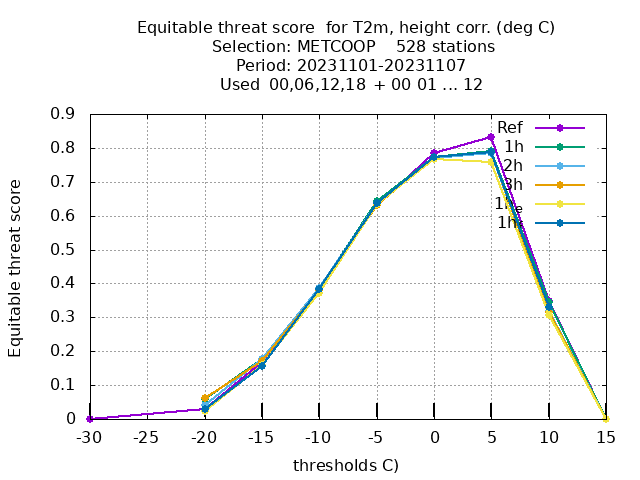 Equitable threat score for T2m, height corr. (deg C)
Selection: METCOOP 528 stations
Period: 20231101-20231107
Used 00,06,12,18 + 00 01 ... 12
Equitable threat score
0.9
0.8
0.7
0.6
0.5
0.4
0.3
0.2
0.1
0
Ref
1h
2h
3h
-30
-25
-20
-15
-10
-5
0
5
10
15
thresholds C)